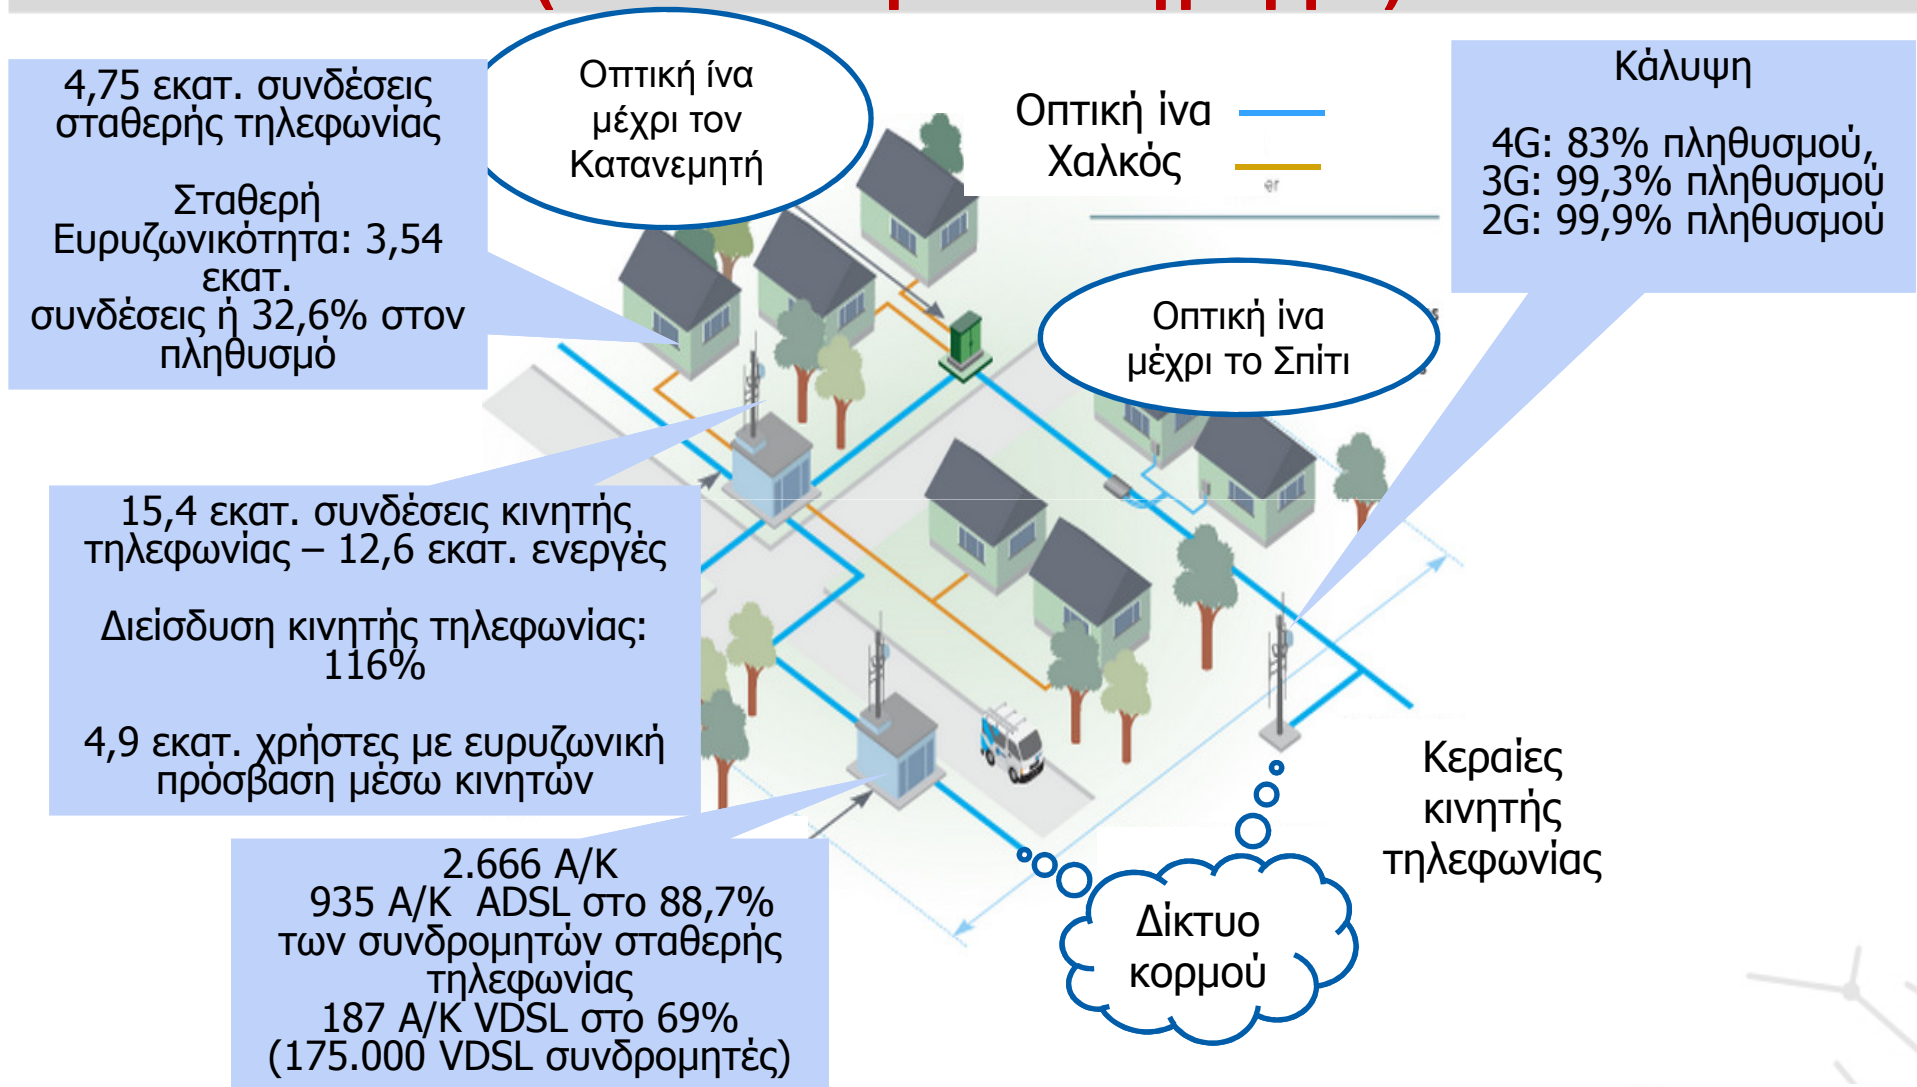 4,75 εκατ. συνδέσεις
σταθερής τηλεφωνίας
Σταθερή
Ευρυζωνικότητα: 3,54
εκατ.
συνδέσεις ή 32,6% στον
πληθυσμό
Οπτική ίνα
μέχρι τον
Κατανεμητή
Οπτική ίνα
Χαλκός
er
Κάλυψη
4G: 83% πληθυσμού,
3G: 99,3% πληθυσμού
2G: 99,9% πληθυσμού
Οπτική ίνα
μέχρι το Σπίτι
s
s
15,4 εκατ. συνδέσεις κινητής
τηλεφωνίας – 12,6 εκατ. ενεργές
Διείσδυση κινητής τηλεφωνίας:
116%
4,9 εκατ. χρήστες με ευρυζωνική
πρόσβαση μέσω κινητών
Κεραίες
κινητής
τηλεφωνίας
2.666 Α/Κ
935 Α/Κ ADSL στο 88,7%
των συνδρομητών σταθερής
τηλεφωνίας
187 Α/Κ VDSL στο 69%
(175.000 VDSL συνδρομητές)
Δίκτυο
κορμού